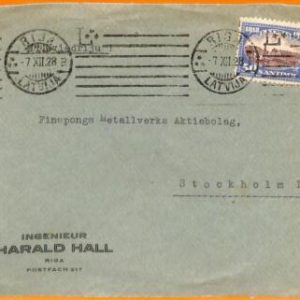 RIGA
-7 XII.28
LATVIJA
RIGA
-7 XII.28
LATVIJA
1918
Finspongs Metallverks Aktiebolag,
Stockholm
INGENIEUR
HARALD HALL
RIGA
POSTFACH 217